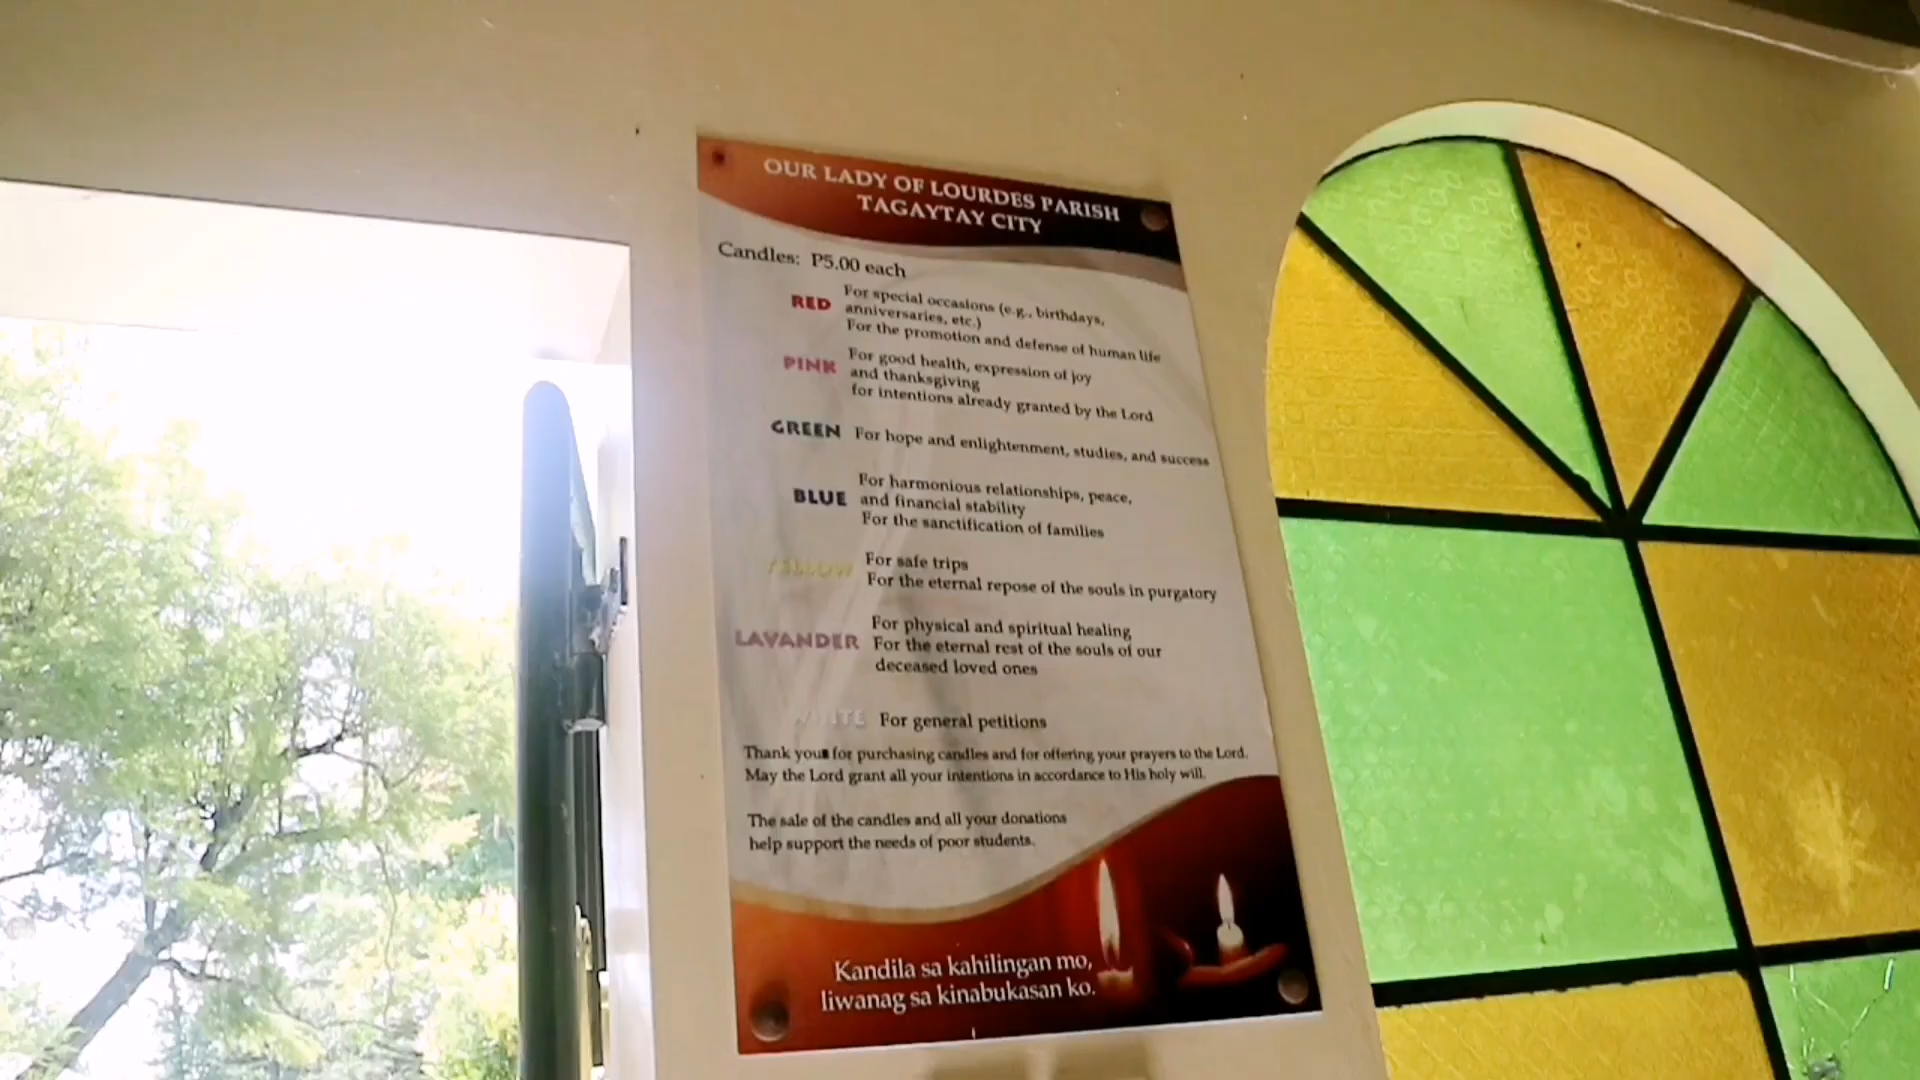 OUR LADY OF LOURDES PARISH
TAGAYTAY CITY
Candles: P5.00 each
RED For special occasions (e.g., birthdays,
anniversaries, etc.)
For the promotion and defense of human life
PINK For good health, expression of joy
and thanksgiving
for intentions already granted by the Lord
GREEN For hope and enlightenment, studies, and success
BLUE For harmonious relationships, peace,
and financial stability
For the sanctification of families
YELLOW For safe trips
For the eternal repose of the souls in purgatory
LAVANDER For physical and spiritual healing
For the eternal rest of the souls of our
deceased loved ones
WHITE For general petitions
Thank you for purchasing candles and for offering your prayers to the Lord.
May the Lord grant all your intentions in accordance to His holy will.
The sale of the candles and all your donations
help support the needs of poor students.
Kandila sa kahilingan mo,
liwanag sa kinabukasan ko.